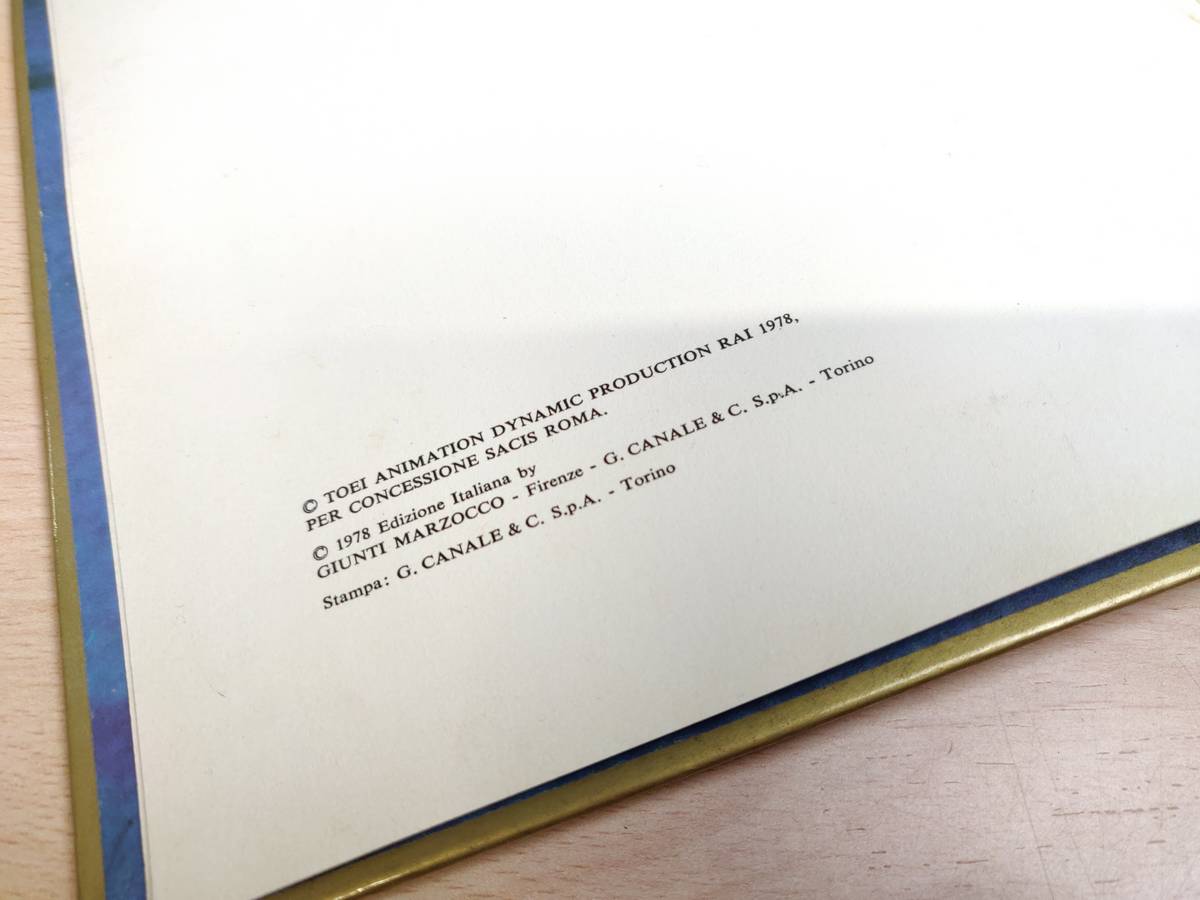 © TOEI ANIMATION DYNAMIC PRODUCTION RAI 1978,
PER CONCESSIONE SACIS ROMA.
© 1978 Edizione Italiana by
GIUNTI MARZOCCO - Firenze - G. CANALE & C. S.p.A. - Torino
Stampa: G. CANALE & C. S.p.A. - Torino